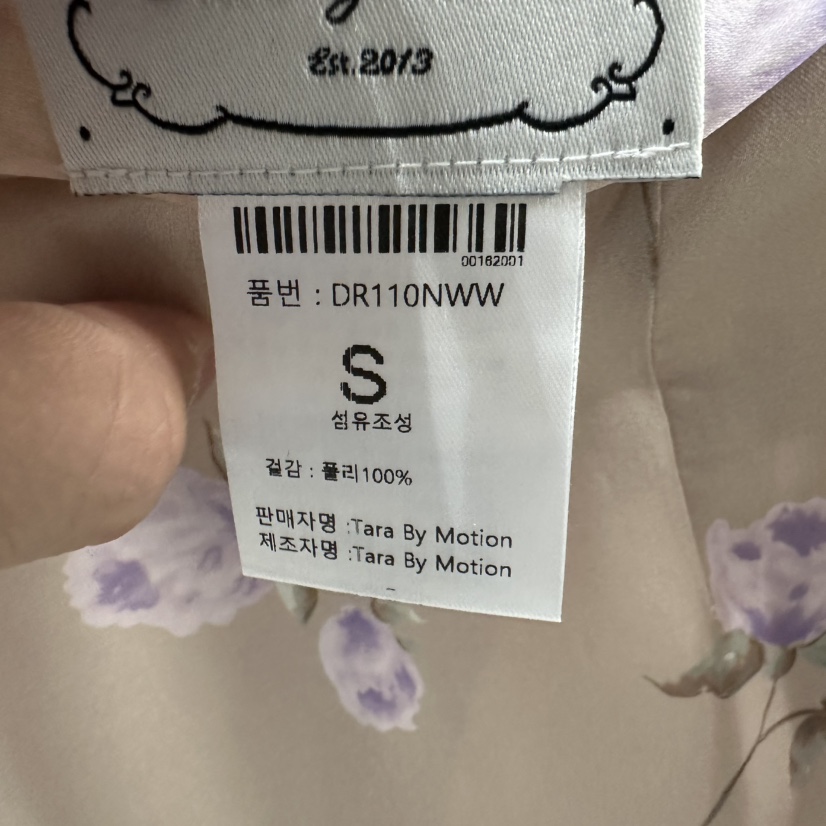 Est. 2013
00162001
품번 : DR110NWW
S
섬유조성
겉감 : 폴리100%
판매자명 :Tara By Motion
제조자명 :Tara By Motion